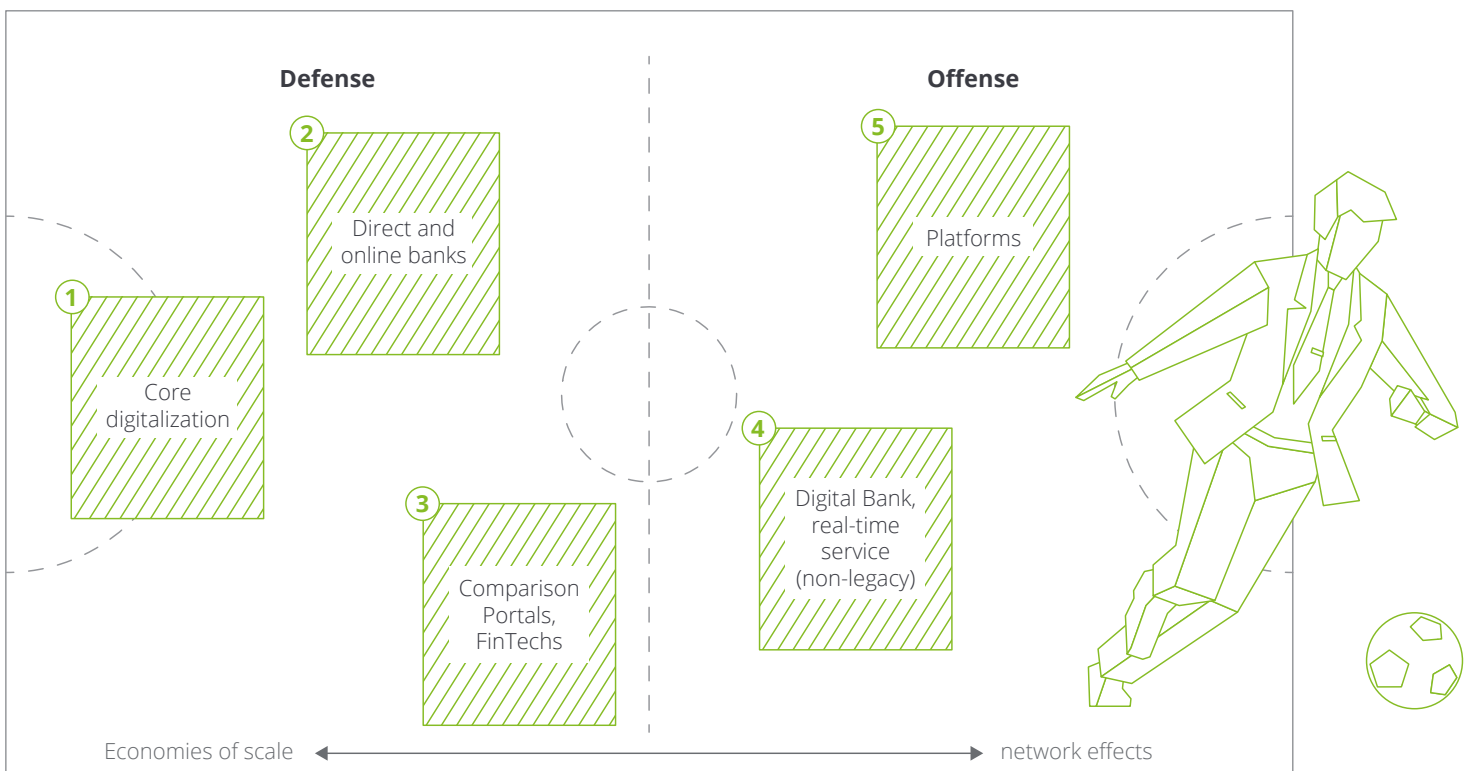 Defense
Offense
2
5
Direct and
online banks
Platforms
1
Core
digitalization
4
Digital Bank,
real-time
service
(non-legacy)
3
Comparison
Portals,
FinTechs
Economies of scale
network effects